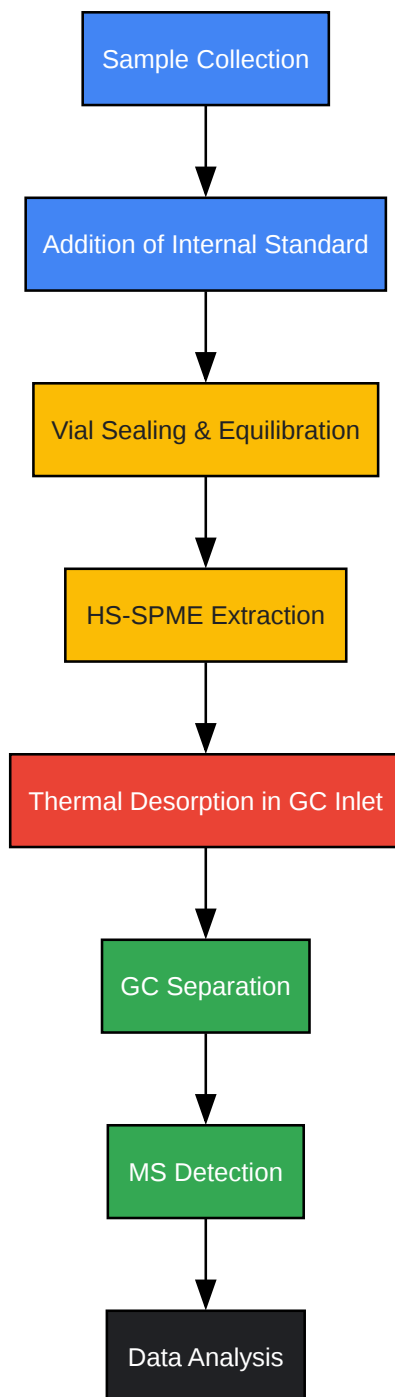 Sample Collection
Addition of Internal Standard
Vial Sealing & Equilibration
HS-SPME Extraction
Thermal Desorption in GC Inlet
GC Separation
MS Detection
Data Analysis